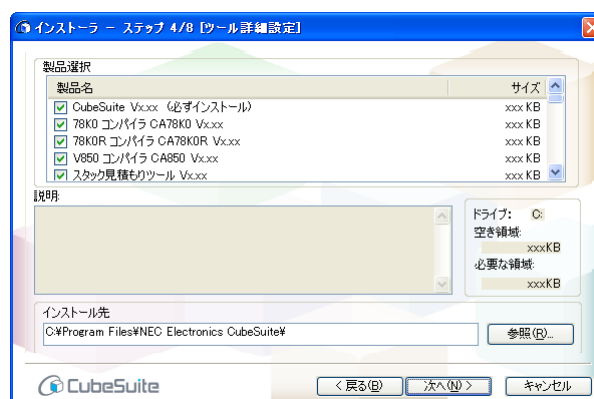 インストーラ － ステップ 4/8 [ツール詳細設定]
製品選択
製品名 サイズ
CubeSuite Vx.xx （必ずインストール） xxx KB
78K0 コンパイラ CA78K0 Vx.xx xxx KB
78K0R コンパイラ CA78K0R Vx.xx xxx KB
V850 コンパイラ CA850 Vx.xx xxx KB
スタック見積もりツール Vx.xx xxx KB
説明:
ドライブ： C:
空き領域:
xxxKB
必要な領域:
xxxKB
インストール先
C:¥Program Files¥NEC Electronics CubeSuite¥
参照(R)...
CubeSuite
< 戻る(B)
次へ(N) >
キャンセル